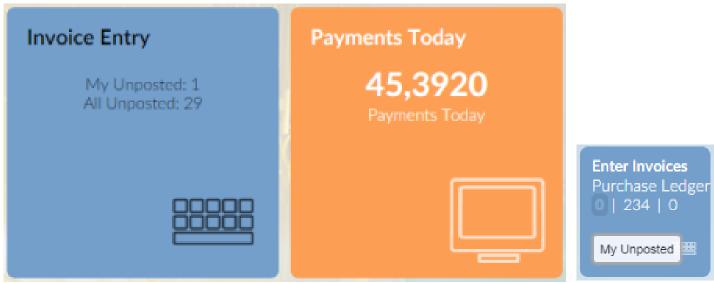 Invoice Entry
My Unposted: 1
All Unposted: 29
Payments Today
45,3920
Payments Today
Enter Invoices
Purchase Ledger
0 | 234 | 0
My Unposted